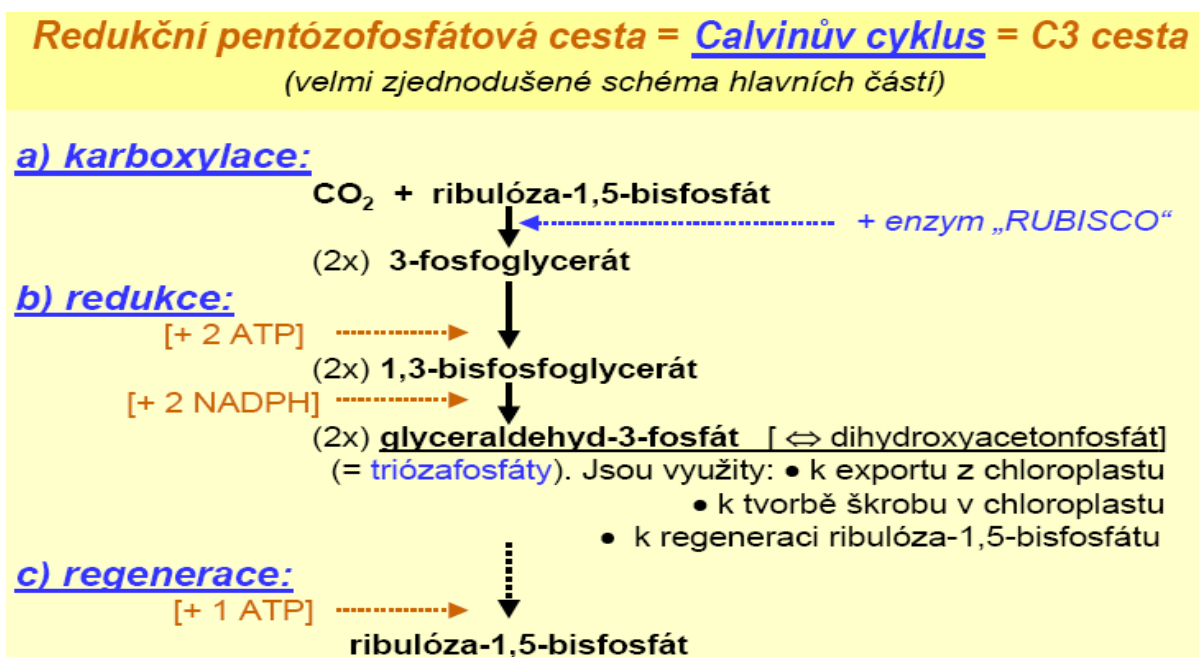 Redukční pentózofosfátová cesta = Calvinův cyklus = C3 cesta
(velmi zjednodušené schéma hlavních částí)
a) karboxylace:
CO₂ + ribulóza-1,5-bisfosfát
+ enzym „RUBISCO“
(2x) 3-fosfoglycerát
b) redukce:
[+ 2 ATP]
(2x) 1,3-bisfosfoglycerát
[+ 2 NADPH]
(2x) glyceraldehyd-3-fosfát [ ⇔ dihydroxyacetonfosfát]
(= triózafosfáty). Jsou využity: ● k exportu z chloroplastu
● k tvorbě škrobu v chloroplastu
● k regeneraci ribulóza-1,5-bisfosfátu
c) regenerace:
[+ 1 ATP]
ribulóza-1,5-bisfosfát